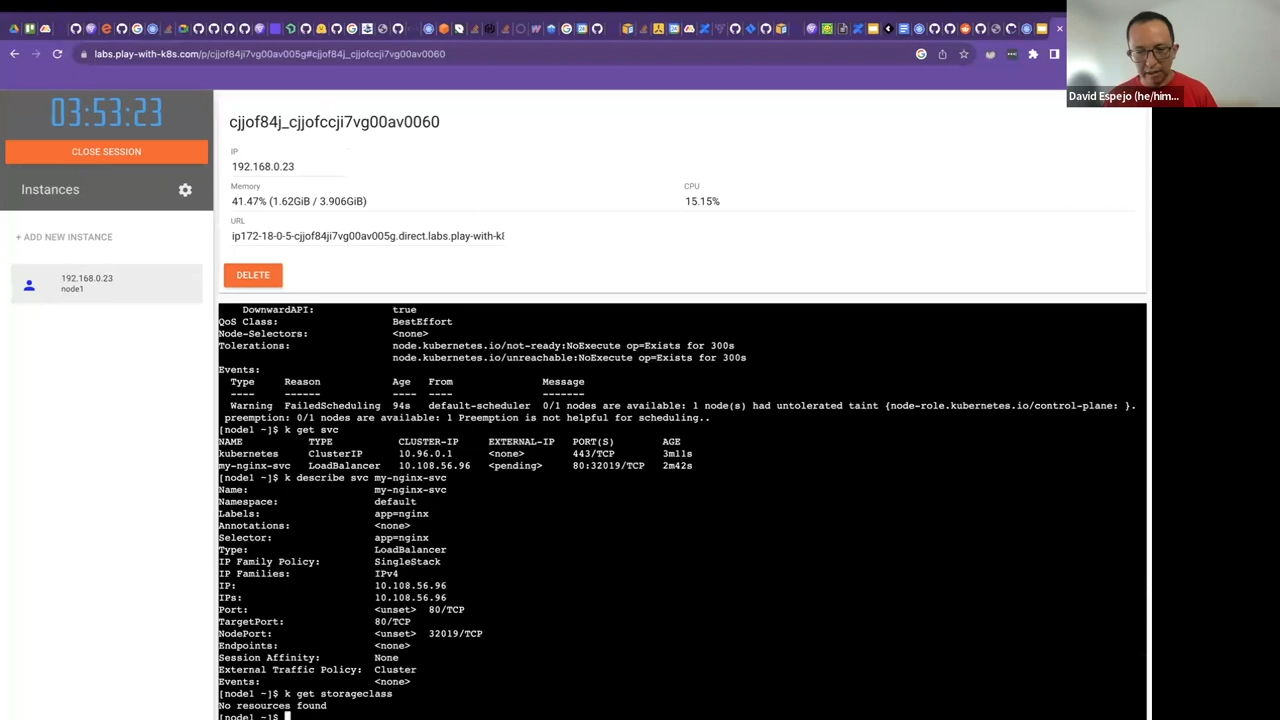 labs.play-with-k8s.com/p/cjjof84ji7vg00av005g#cjjof84j_cjjofccji7vg00av0060
David Espejo (he/him...
03:53:23
CLOSE SESSION
Instances
+ ADD NEW INSTANCE
192.168.0.23
node1
cjjof84j_cjjofccji7vg00av0060
IP
192.168.0.23
Memory
41.47% (1.62GiB / 3.906GiB)
CPU
15.15%
URL
ip172-18-0-5-cjjof84ji7vg00av005g.direct.labs.play-with-k8
DELETE
DownwardAPI: true
QoS Class: BestEffort
Node-Selectors: <none>
Tolerations: node.kubernetes.io/not-ready:NoExecute op=Exists for 300s
node.kubernetes.io/unreachable:NoExecute op=Exists for 300s
Events:
Type Reason Age From Message
---- ------ ---- ---- -------
Warning FailedScheduling 94s default-scheduler 0/1 nodes are available: 1 node(s) had untolerated taint {node-role.kubernetes.io/control-plane: }.
preemption: 0/1 nodes are available: 1 Preemption is not helpful for scheduling..
[node1 ~]$ k get svc
NAME TYPE CLUSTER-IP EXTERNAL-IP PORT(S) AGE
kubernetes ClusterIP 10.96.0.1 <none> 443/TCP 3m11s
my-nginx-svc LoadBalancer 10.108.56.96 <pending> 80:32019/TCP 2m42s
[node1 ~]$ k describe svc my-nginx-svc
Name: my-nginx-svc
Namespace: default
Labels: app=nginx
Annotations: <none>
Selector: app=nginx
Type: LoadBalancer
IP Family Policy: SingleStack
IP Families: IPv4
IP: 10.108.56.96
IPs: 10.108.56.96
Port: <unset> 80/TCP
TargetPort: 80/TCP
NodePort: <unset> 32019/TCP
Endpoints: <none>
Session Affinity: None
External Traffic Policy: Cluster
Events: <none>
[node1 ~]$ k get storageclass
No resources found
[node1 ~]$